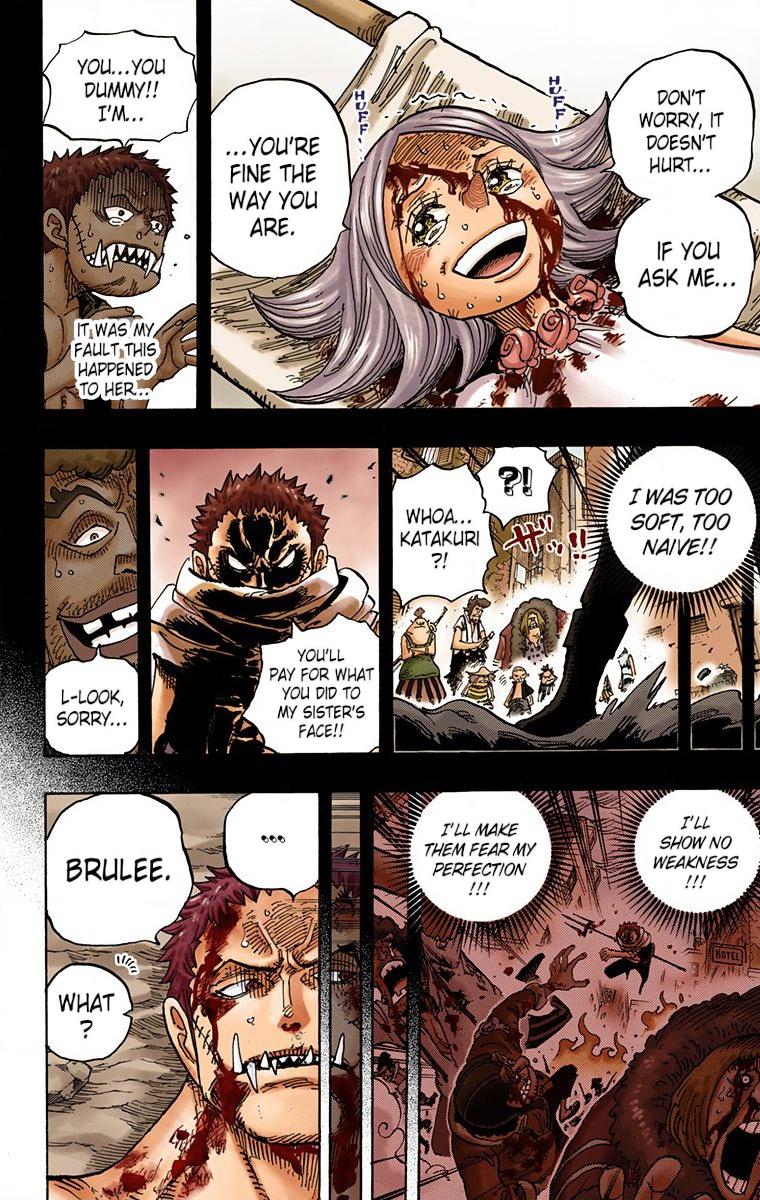 DON'T
WORRY, IT
DOESN'T
HURT...
IF YOU
ASK ME...
HUFF
HUFF
...YOU'RE
FINE THE
WAY YOU
ARE.
YOU...YOU
DUMMY!!
I'M...
IT WAS MY
FAULT THIS
HAPPENED
TO HER...
I WAS TOO
SOFT, TOO
NAIVE!!
?!
WHOA...
KATAKURI
?!
ザッ!!
YOU'LL
PAY FOR WHAT
YOU DID TO
MY SISTER'S
FACE!!
L-LOOK,
SORRY...
I'LL
SHOW NO
WEAKNESS
!!!
I'LL MAKE
THEM FEAR MY
PERFECTION
!!!
HOTEL
...
BRULEE.
WHAT
?